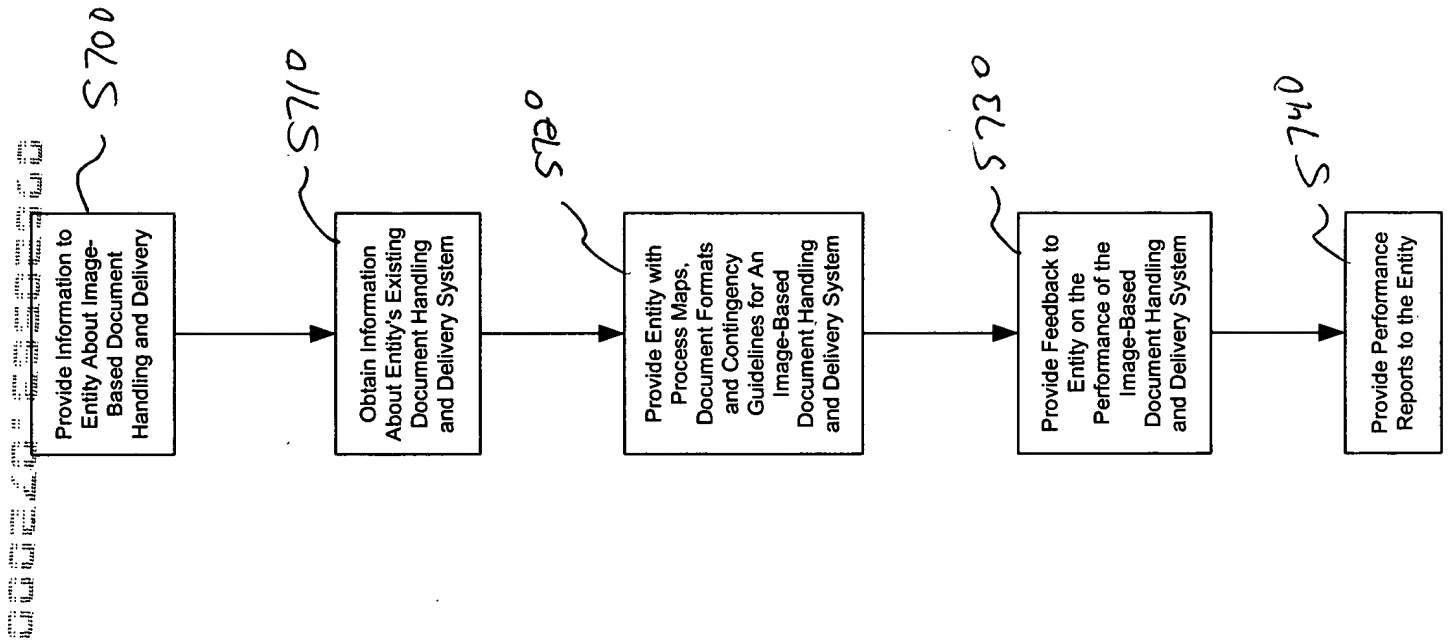 Provide Information to
Entity About Image-
Based Document
Handling and Delivery
S700
Obtain Information
About Entity's Existing
Document Handling
and Delivery System
S710
Provide Entity with
Process Maps,
Document Formats
and Contingency
Guidelines for An
Image-Based
Document Handling
and Delivery System
S720
Provide Feedback to
Entity on the
Performance of the
Image-Based
Document Handling
and Delivery System
S730
Provide Performance
Reports to the Entity
S740